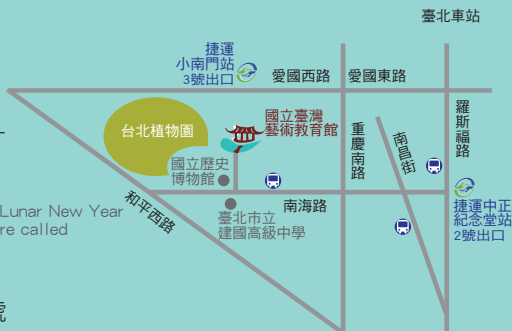 臺北車站
捷運
小南門站
3號出口
愛國西路
愛國東路
羅斯福路
台北植物園
國立臺灣
藝術教育館
重慶南路
南昌街
國立歷史
博物館
和平西路
南海路
Lunar New Year
re called
臺北市立
建國高級中學
捷運中正
紀念堂站
2號出口